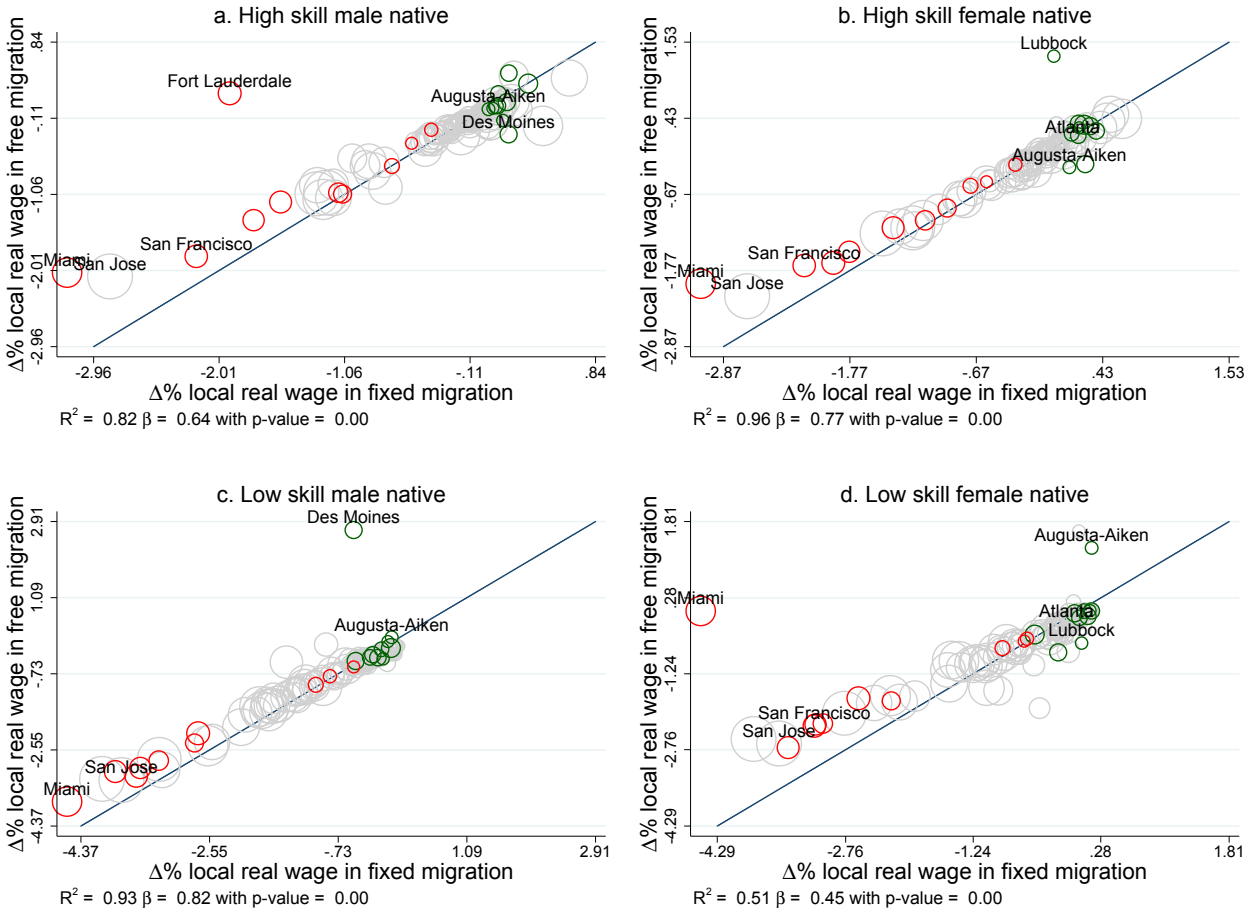 a. High skill male native
Δ% local real wage in free migration
.84
-.11
-1.06
-2.01
-2.96
Fort Lauderdale
Augusta-Aiken
Des Moines
San Francisco
Miami
San Jose
-2.96 -2.01 -1.06 -.11 .84
Δ% local real wage in fixed migration
R² = 0.82 β = 0.64 with p-value = 0.00
b. High skill female native
Δ% local real wage in free migration
1.53
.43
-.67
-1.77
-2.87
Lubbock
Atlanta
Augusta-Aiken
San Francisco
Miami
San Jose
-2.87 -1.77 -.67 .43 1.53
Δ% local real wage in fixed migration
R² = 0.96 β = 0.77 with p-value = 0.00
c. Low skill male native
Δ% local real wage in free migration
2.91
1.09
-.73
-2.55
-4.37
Des Moines
Augusta-Aiken
San Jose
Miami
-4.37 -2.55 -.73 1.09 2.91
Δ% local real wage in fixed migration
R² = 0.93 β = 0.82 with p-value = 0.00
d. Low skill female native
Δ% local real wage in free migration
1.81
.28
-1.24
-2.76
-4.29
Augusta-Aiken
Miami
Atlanta
Lubbock
San Francisco
San Jose
-4.29 -2.76 -1.24 .28 1.81
Δ% local real wage in fixed migration
R² = 0.51 β = 0.45 with p-value = 0.00